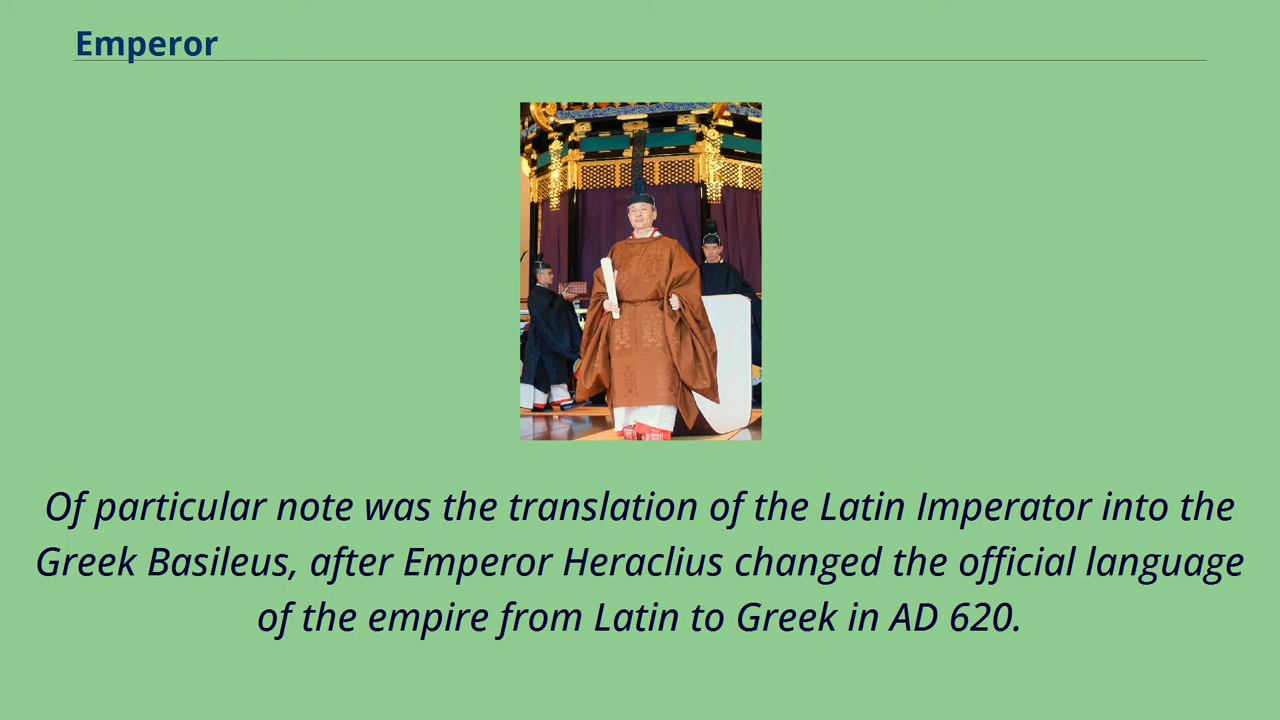 Emperor
Of particular note was the translation of the Latin Imperator into the
Greek Basileus, after Emperor Heraclius changed the official language
of the empire from Latin to Greek in AD 620.